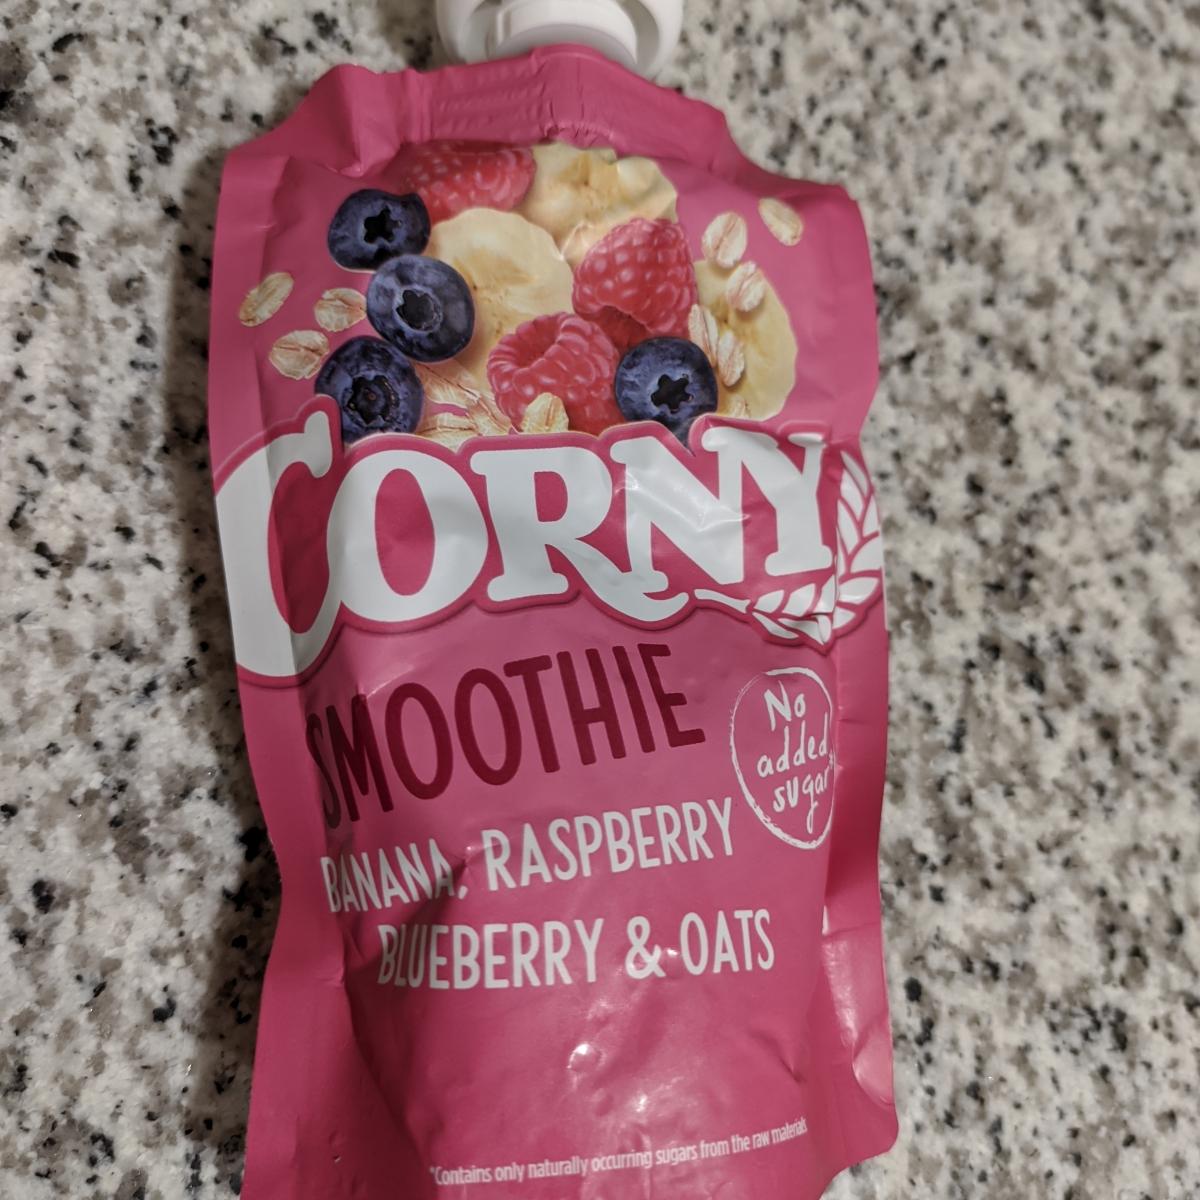 CORNY
SMOOTHIE
No
added
sugar*
BANANA, RASPBERRY
BLUEBERRY & OATS
*Contains only naturally occurring sugars from the raw materials